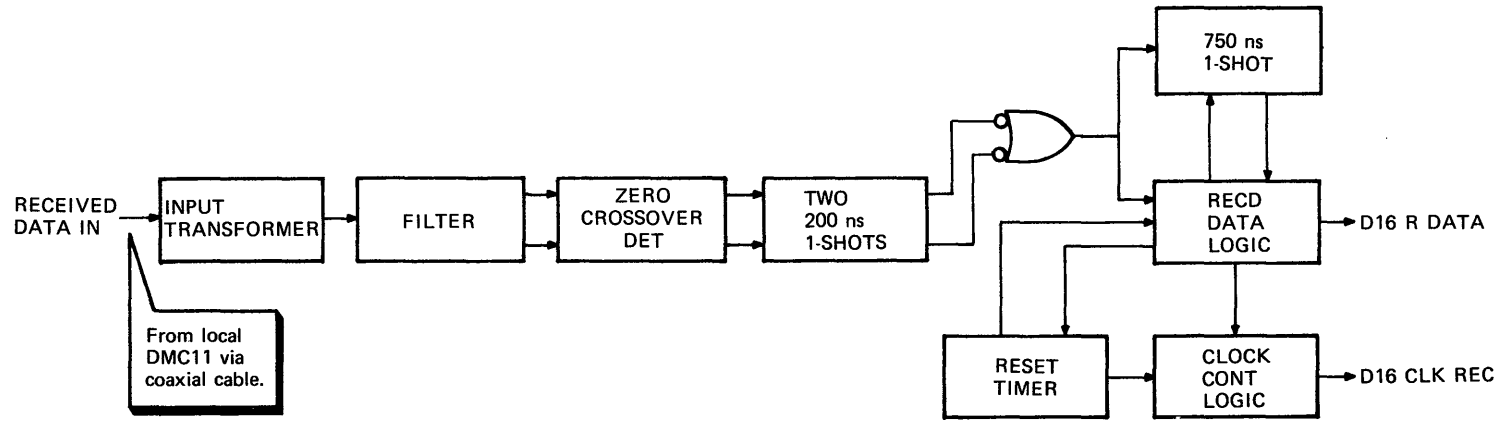 RECEIVED
DATA IN
INPUT
TRANSFORMER
FILTER
ZERO
CROSSOVER
DET
TWO
200 ns
1-SHOTS
750 ns
1-SHOT
RECD
DATA
LOGIC
D16 R DATA
RESET
TIMER
CLOCK
CONT
LOGIC
D16 CLK REC
From local
DMC11 via
coaxial cable.